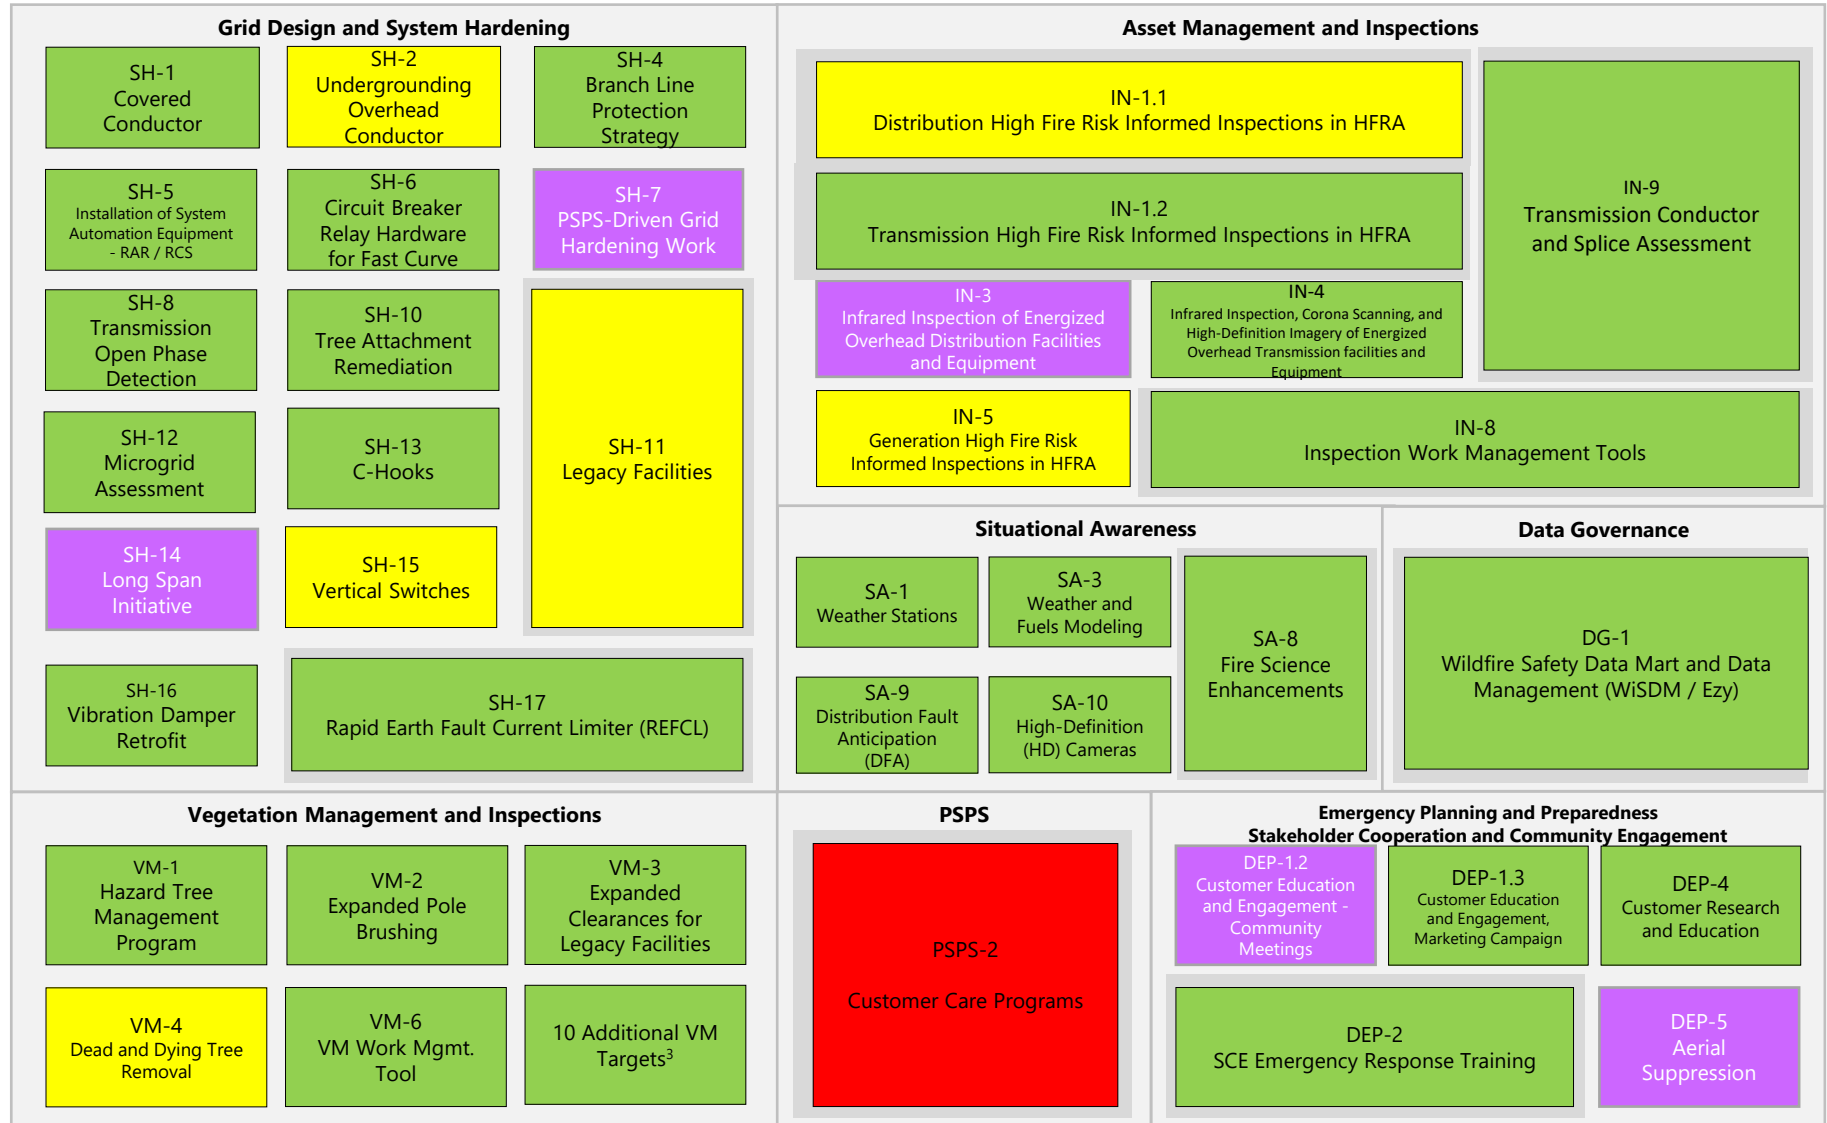 Grid Design and System Hardening
SH-1
Covered
Conductor
SH-2
Undergrounding
Overhead
Conductor
SH-4
Branch Line
Protection
Strategy
SH-5
Installation of System
Automation Equipment
- RAR / RCS
SH-6
Circuit Breaker
Relay Hardware
for Fast Curve
SH-7
PSPS-Driven Grid
Hardening Work
SH-8
Transmission
Open Phase
Detection
SH-10
Tree Attachment
Remediation
SH-11
Legacy Facilities
SH-12
Microgrid
Assessment
SH-13
C-Hooks
SH-14
Long Span
Initiative
SH-15
Vertical Switches
SH-16
Vibration Damper
Retrofit
SH-17
Rapid Earth Fault Current Limiter (REFCL)
Asset Management and Inspections
IN-1.1
Distribution High Fire Risk Informed Inspections in HFRA
IN-1.2
Transmission High Fire Risk Informed Inspections in HFRA
IN-9
Transmission Conductor
and Splice Assessment
IN-3
Infrared Inspection of Energized
Overhead Distribution Facilities
and Equipment
IN-4
Infrared Inspection, Corona Scanning, and
High-Definition Imagery of Energized
Overhead Transmission facilities and
Equipment
IN-5
Generation High Fire Risk
Informed Inspections in HFRA
IN-8
Inspection Work Management Tools
Situational Awareness
SA-1
Weather Stations
SA-3
Weather and
Fuels Modeling
SA-8
Fire Science
Enhancements
SA-9
Distribution Fault
Anticipation
(DFA)
SA-10
High-Definition
(HD) Cameras
Data Governance
DG-1
Wildfire Safety Data Mart and Data
Management (WiSDM / Ezy)
Vegetation Management and Inspections
VM-1
Hazard Tree
Management
Program
VM-2
Expanded Pole
Brushing
VM-3
Expanded
Clearances for
Legacy Facilities
VM-4
Dead and Dying Tree
Removal
VM-6
VM Work Mgmt.
Tool
10 Additional VM
Targets3
PSPS
PSPS-2
Customer Care Programs
Emergency Planning and Preparedness
Stakeholder Cooperation and Community Engagement
DEP-1.2
Customer Education
and Engagement -
Community
Meetings
DEP-1.3
Customer Education
and Engagement,
Marketing Campaign
DEP-4
Customer Research
and Education
DEP-2
SCE Emergency Response Training
DEP-5
Aerial
Suppression